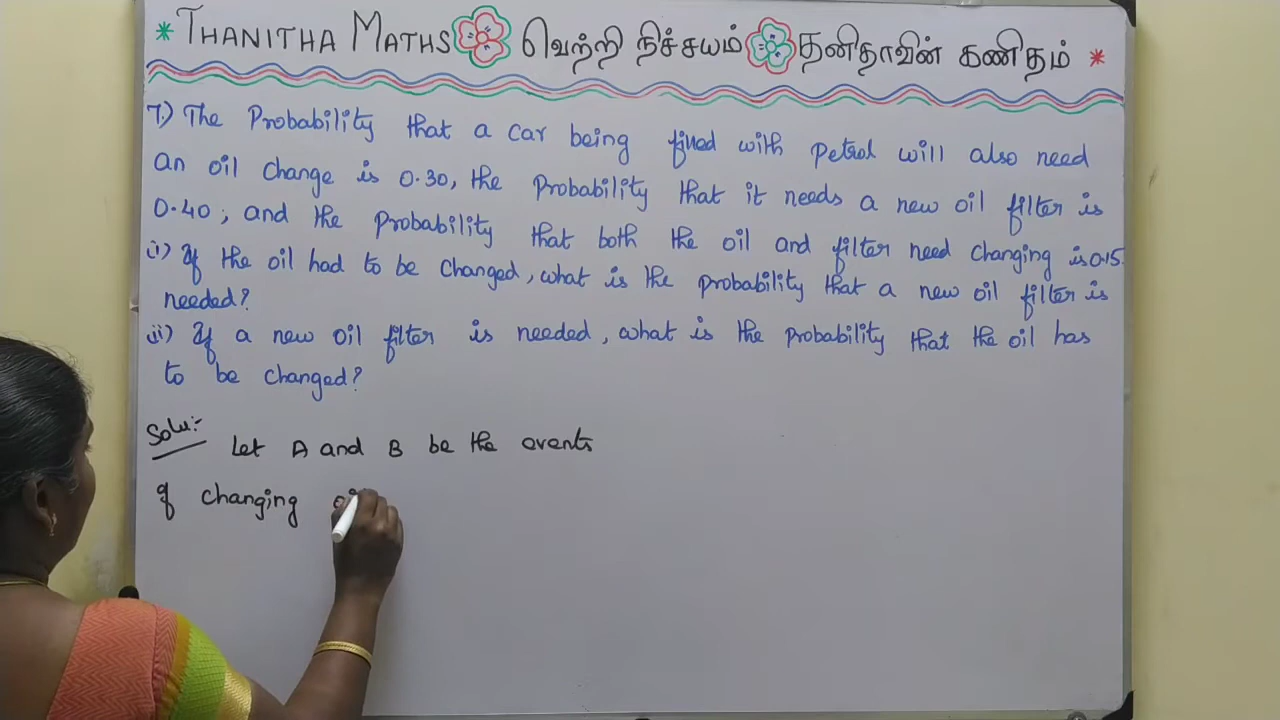 * THANITHA MATHS வெற்றி நிச்சயம் தனிதாவின் கணிதம் *
7.) The Probability that a car being filled with Petrol will also need
an oil change is 0.30, the Probability that it needs a new oil filter is
0.40; and the Probability that both the oil and filter need changing is 0.15.
i) If the oil had to be changed, what is the probability that a new oil filter is
needed?
ii) If a new oil filter is needed, what is the probability that the oil has
to be changed?
Solu:-
Let A and B be the events
of changing